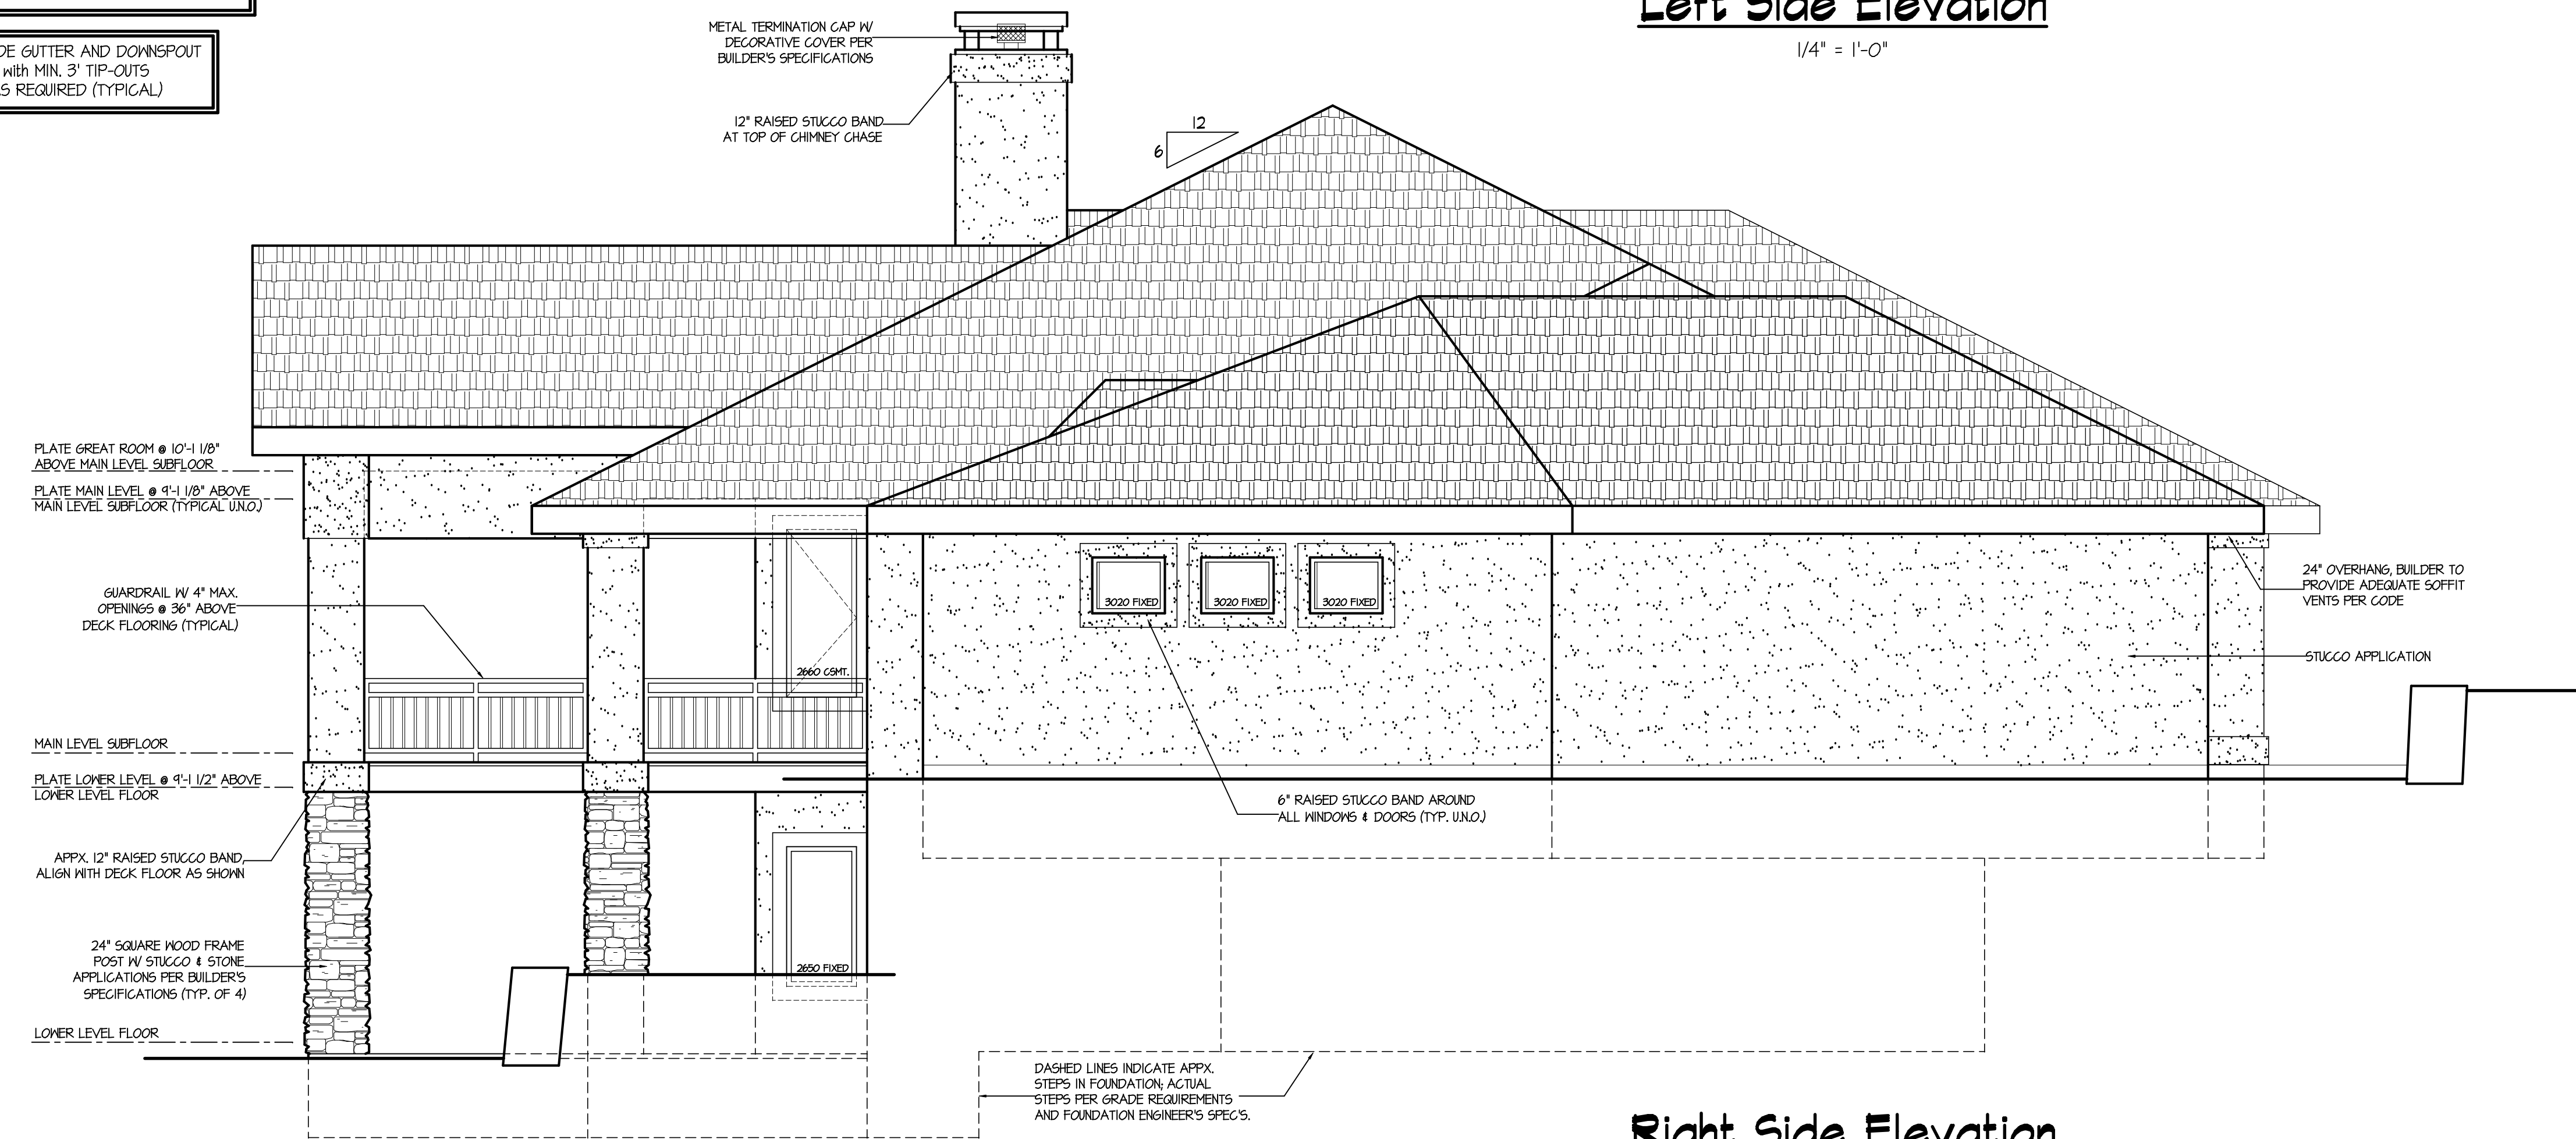 Left Side Elevation
1/4" = 1'-0"
DE GUTTER AND DOWNSPOUT
with MIN. 3' TIP-OUTS
S REQUIRED (TYPICAL)
METAL TERMINATION CAP W/
DECORATIVE COVER PER
BUILDER'S SPECIFICATIONS
12" RAISED STUCCO BAND
AT TOP OF CHIMNEY CHASE
12
6
PLATE GREAT ROOM @ 10'-1 1/8"
ABOVE MAIN LEVEL SUBFLOOR
PLATE MAIN LEVEL @ 9'-1 1/8" ABOVE
MAIN LEVEL SUBFLOOR (TYPICAL U.N.O.)
GUARDRAIL W/ 4" MAX.
OPENINGS @ 36" ABOVE
DECK FLOORING (TYPICAL)
2660 CSMT.
3020 FIXED
3020 FIXED
3020 FIXED
24" OVERHANG, BUILDER TO
PROVIDE ADEQUATE SOFFIT
VENTS PER CODE
STUCCO APPLICATION
MAIN LEVEL SUBFLOOR
PLATE LOWER LEVEL @ 9'-1 1/2" ABOVE
LOWER LEVEL FLOOR
6" RAISED STUCCO BAND AROUND
ALL WINDOWS & DOORS (TYP. U.N.O.)
APPX. 12" RAISED STUCCO BAND,
ALIGN WITH DECK FLOOR AS SHOWN
24" SQUARE WOOD FRAME
POST W/ STUCCO & STONE
APPLICATIONS PER BUILDER'S
SPECIFICATIONS (TYP. OF 4)
2650 FIXED
LOWER LEVEL FLOOR
DASHED LINES INDICATE APPX.
STEPS IN FOUNDATION; ACTUAL
STEPS PER GRADE REQUIREMENTS
AND FOUNDATION ENGINEER'S SPEC'S.
Right Side Elevation